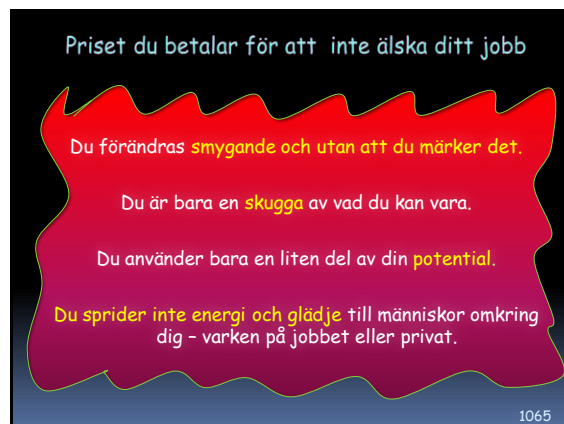 Priset du betalar för att inte älska ditt jobb
Du förändras smygande och utan att du märker det.
Du är bara en skugga av vad du kan vara.
Du använder bara en liten del av din potential.
Du sprider inte energi och glädje till människor omkring
dig – varken på jobbet eller privat.
1065